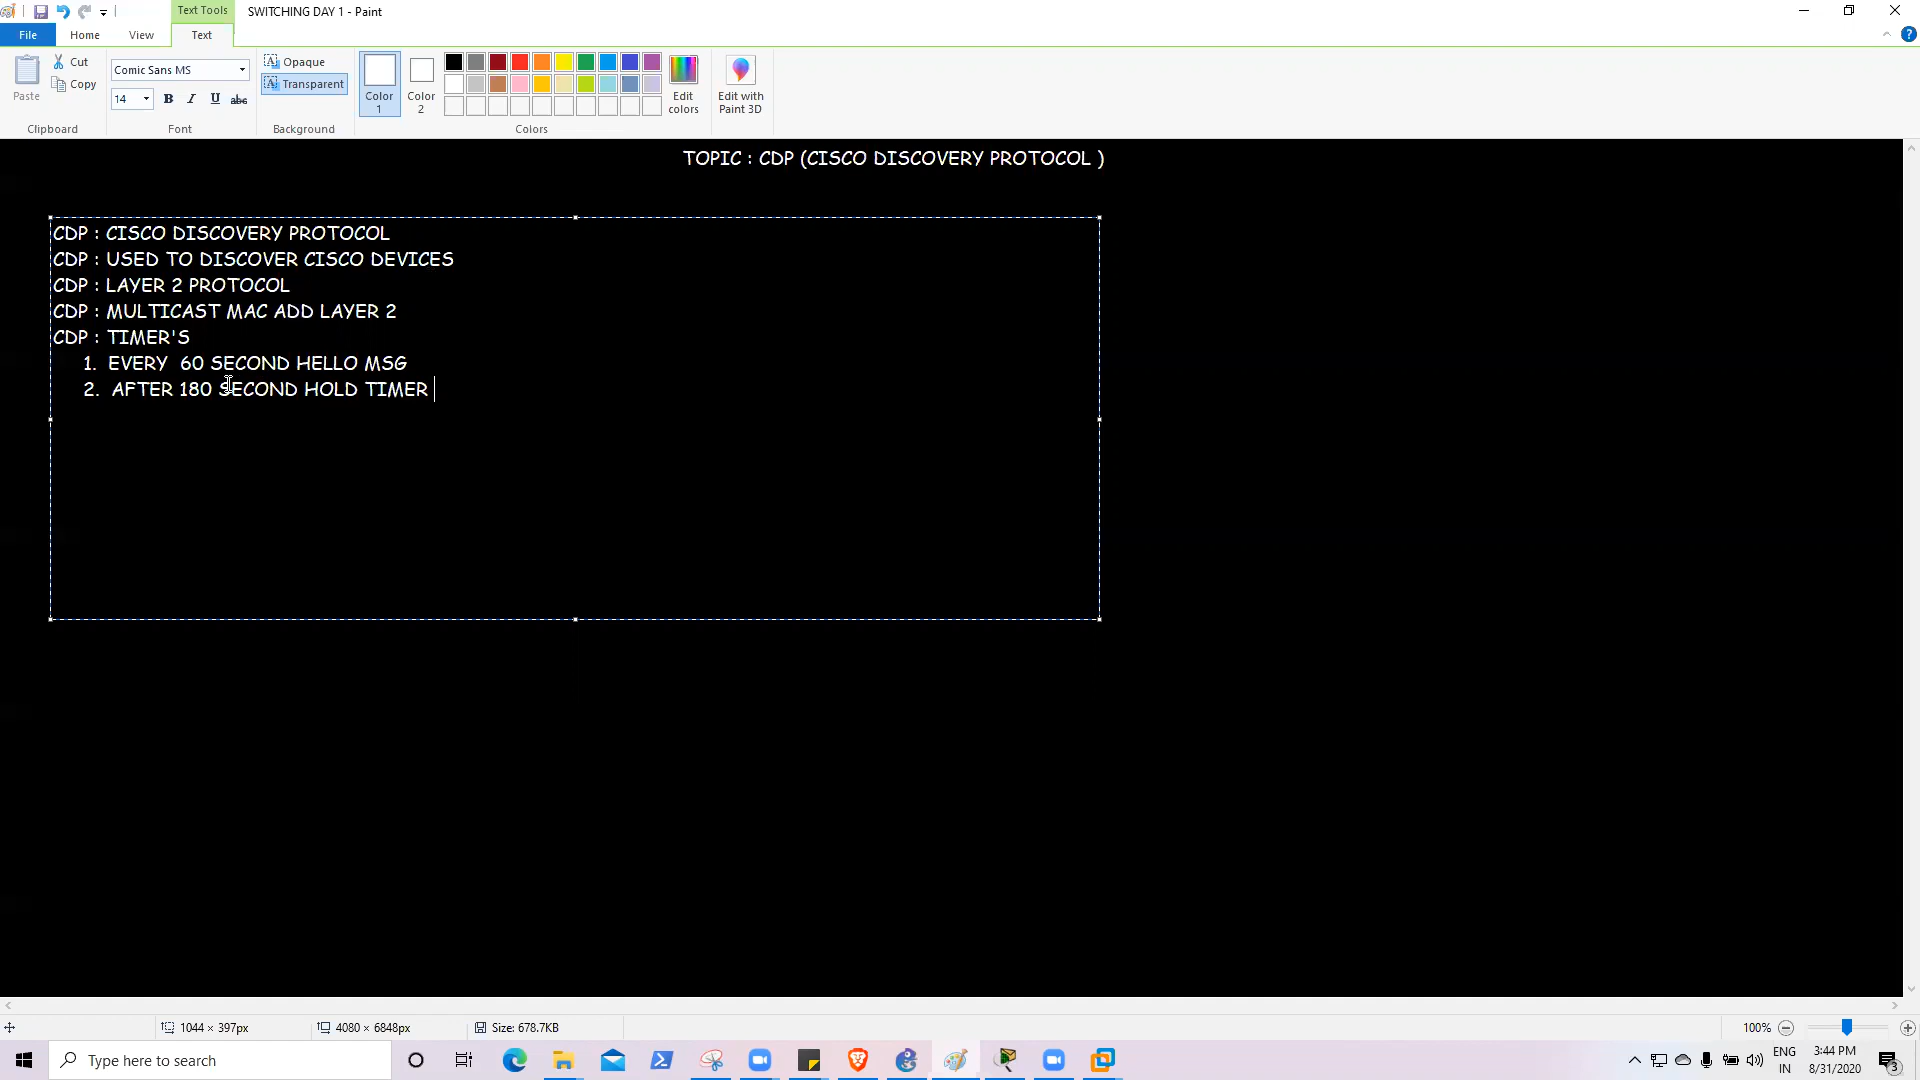 Text Tools
SWITCHING DAY 1 - Paint
File
Home
View
Text
Paste
Cut
Copy
Clipboard
Comic Sans MS
14
B I U abc
Font
Opaque
Transparent
Background
Color 1
Color 2
Edit colors
Edit with Paint 3D
Colors
TOPIC : CDP (CISCO DISCOVERY PROTOCOL )
CDP : CISCO DISCOVERY PROTOCOL
CDP : USED TO DISCOVER CISCO DEVICES
CDP : LAYER 2 PROTOCOL
CDP : MULTICAST MAC ADD LAYER 2
CDP : TIMER'S
1. EVERY 60 SECOND HELLO MSG
2. AFTER 180 SECOND HOLD TIMER
1044 × 397px
4080 × 6848px
Size: 678.7KB
100%
Type here to search
ENG
IN
3:44 PM
8/31/2020
3